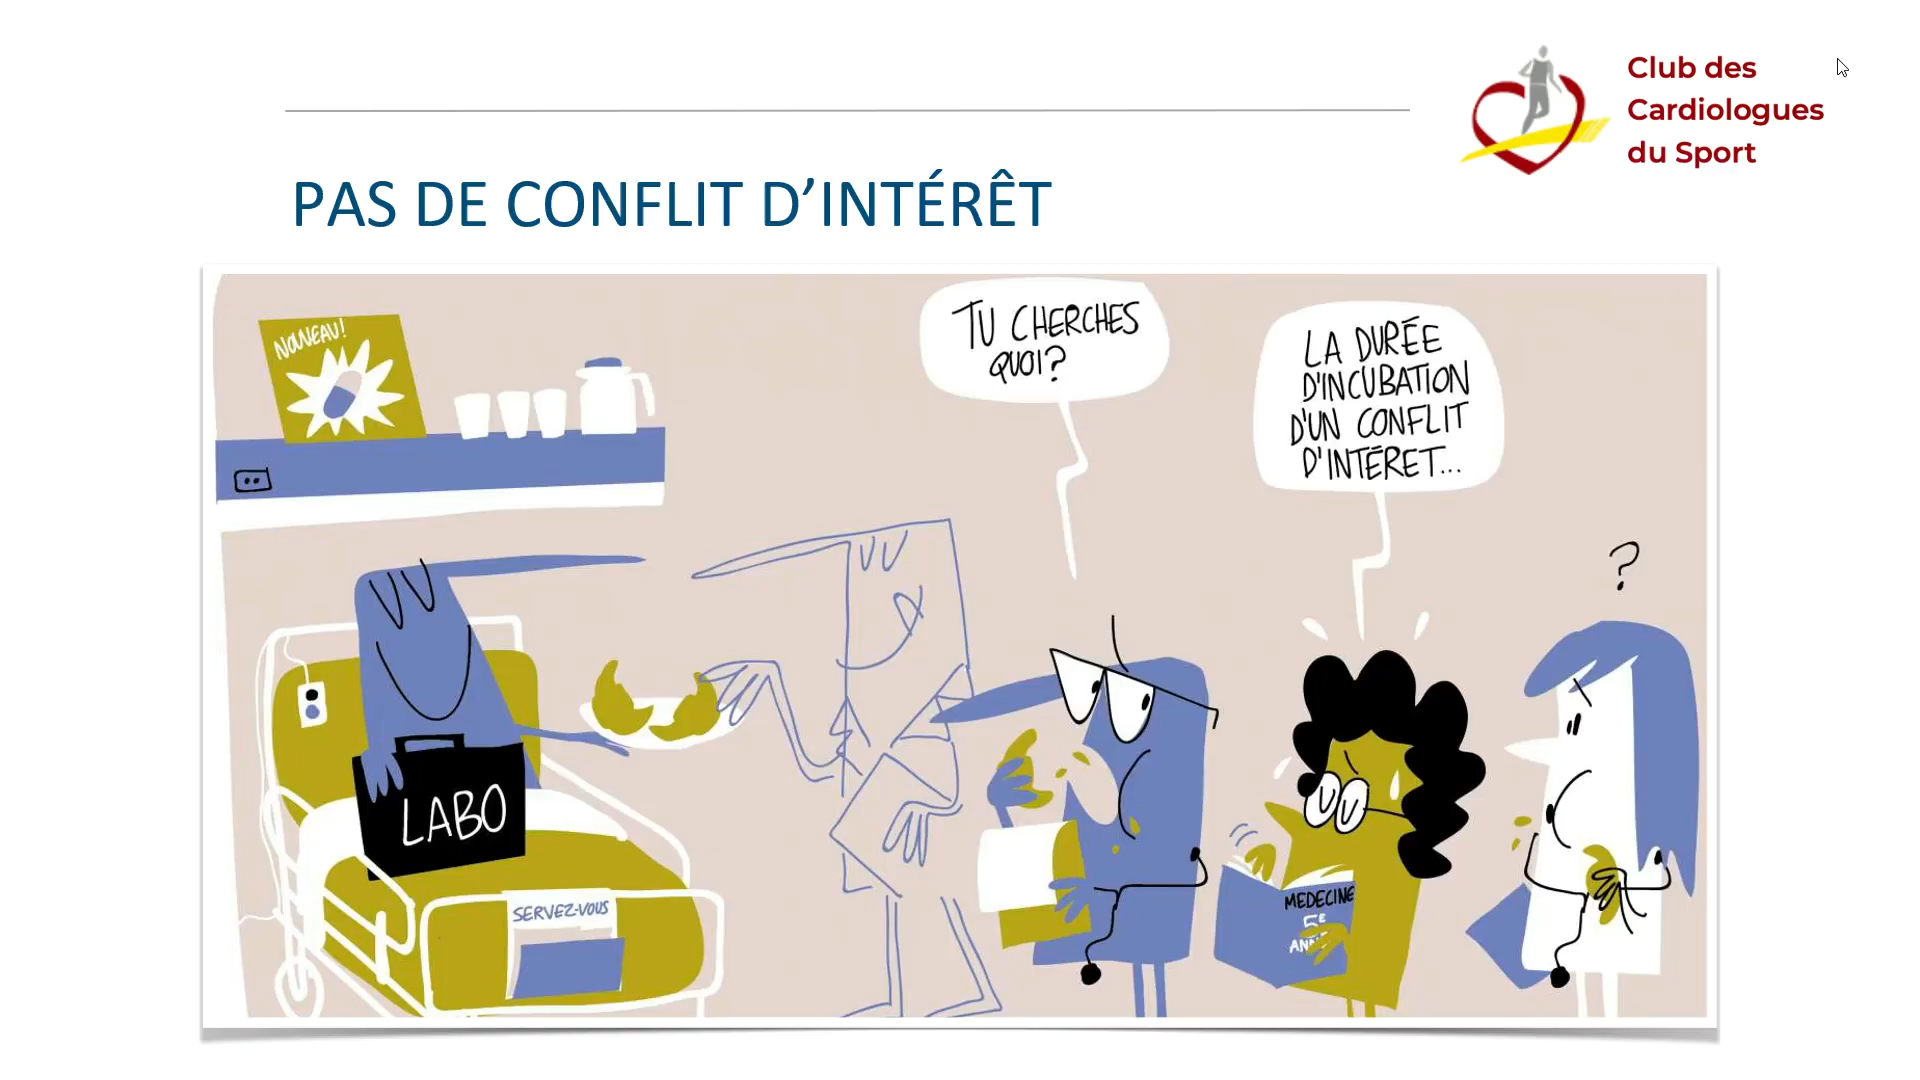 Club des
Cardiologues
du Sport
PAS DE CONFLIT D’INTÉRÊT
NOUVEAU!
TU CHERCHES
QUOI?
LA DURÉE
D'INCUBATION
D'UN CONFLIT
D'INTÉRET...
?
LABO
SERVEZ-VOUS
MEDECINE
5E